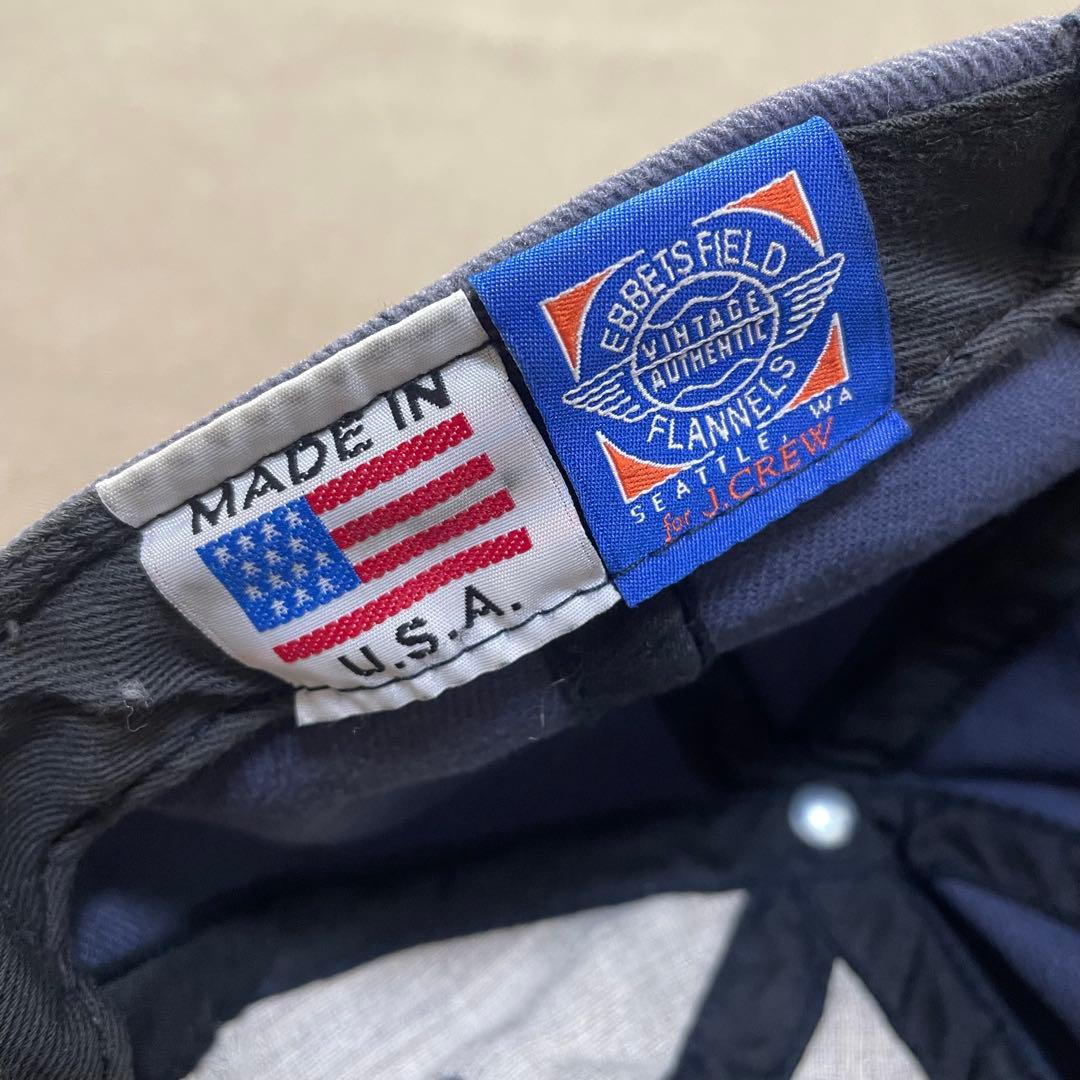 MADE IN
U.S.A.
EBBETS FIELD
VINTAGE
AUTHENTIC
FLANNELS
SEATTLE, WA
for J.CREW